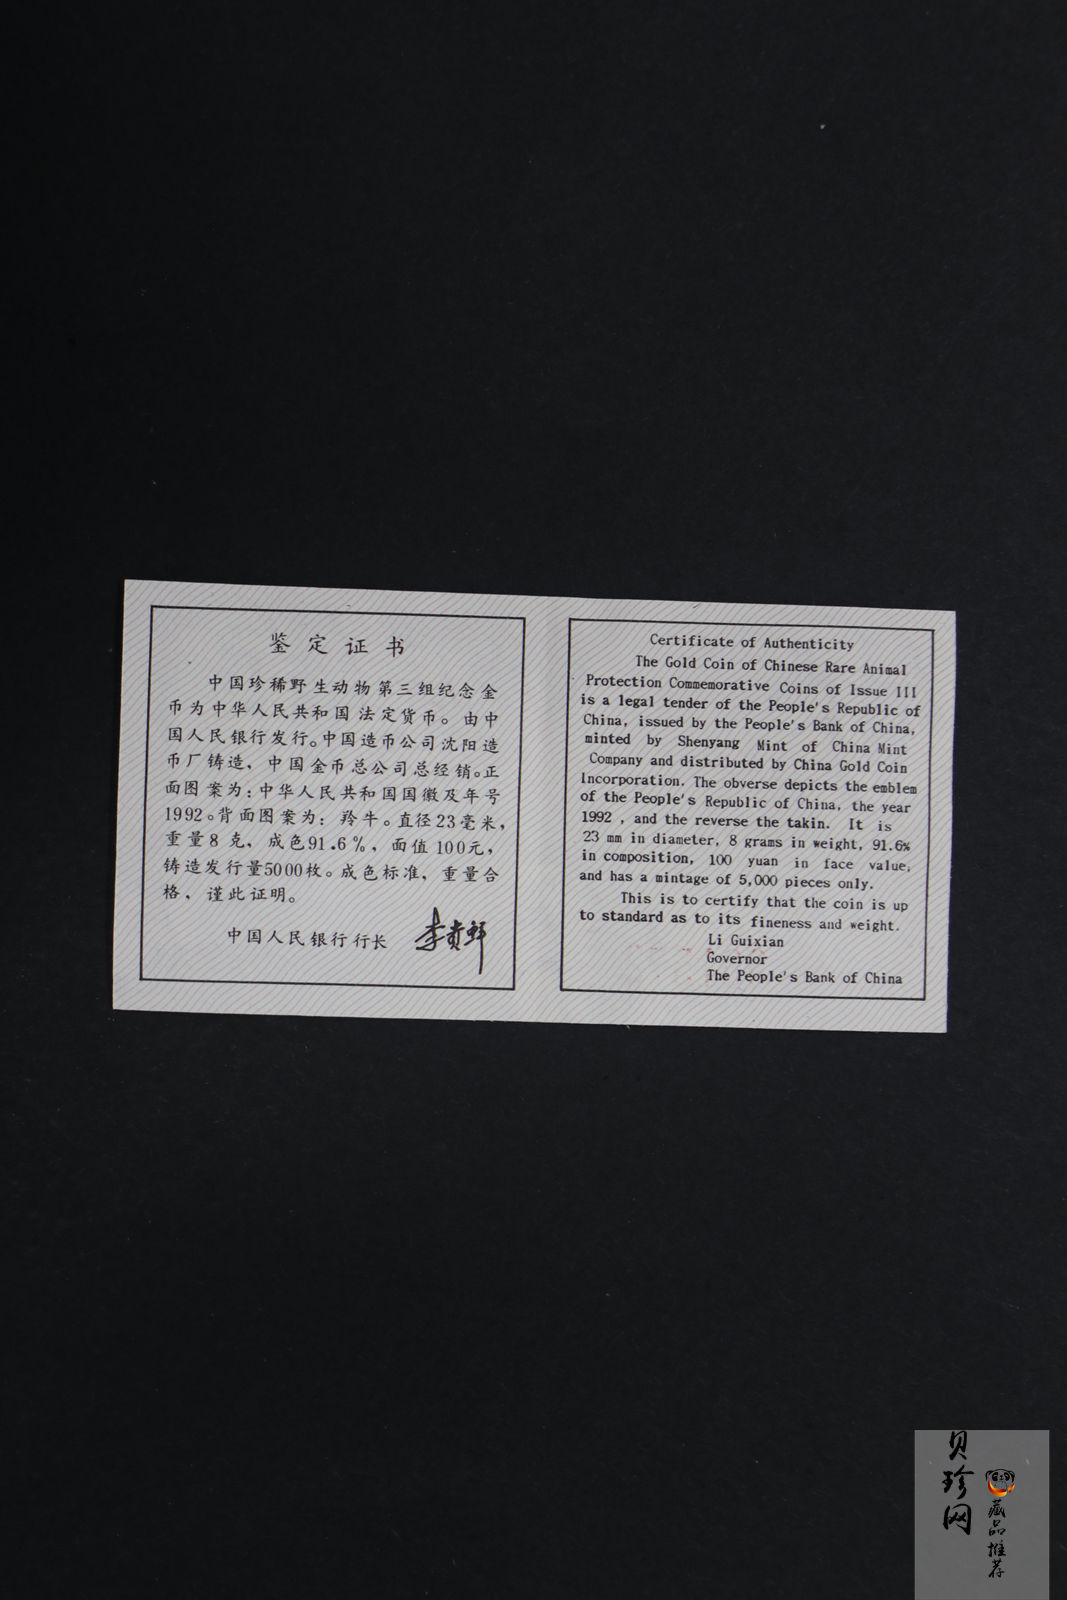 鉴定证书
中国珍稀野生动物第三组纪念金
币为中华人民共和国法定货币。由中
国人民银行发行。中国造币公司沈阳造
币厂铸造，中国金币总公司总经销。正
面图案为：中华人民共和国国徽及年号
1992。背面图案为：羚牛。直径23毫米，
重量8克，成色91.6%，面值100元，
铸造发行量5000枚。成色标准，重量合
格，谨此证明。
中国人民银行行长 李贵鲜
Certificate of Authenticity
The Gold Coin of Chinese Rare Animal
Protection Commemorative Coins of Issue III
is a legal tender of the People's Republic of
China, issued by the People's Bank of China,
minted by Shenyang Mint of China Mint
Company and distributed by China Gold Coin
Incorporation. The obverse depicts the emblem
of the People's Republic of China, the year
1992 , and the reverse the takin. It is
23 mm in diameter, 8 grams in weight, 91.6%
in composition, 100 yuan in face value,
and has a mintage of 5,000 pieces only.
This is to certify that the coin is up
to standard as to its fineness and weight.
Li Guixian
Governor
The People's Bank of China
贝珍网
藏品推荐